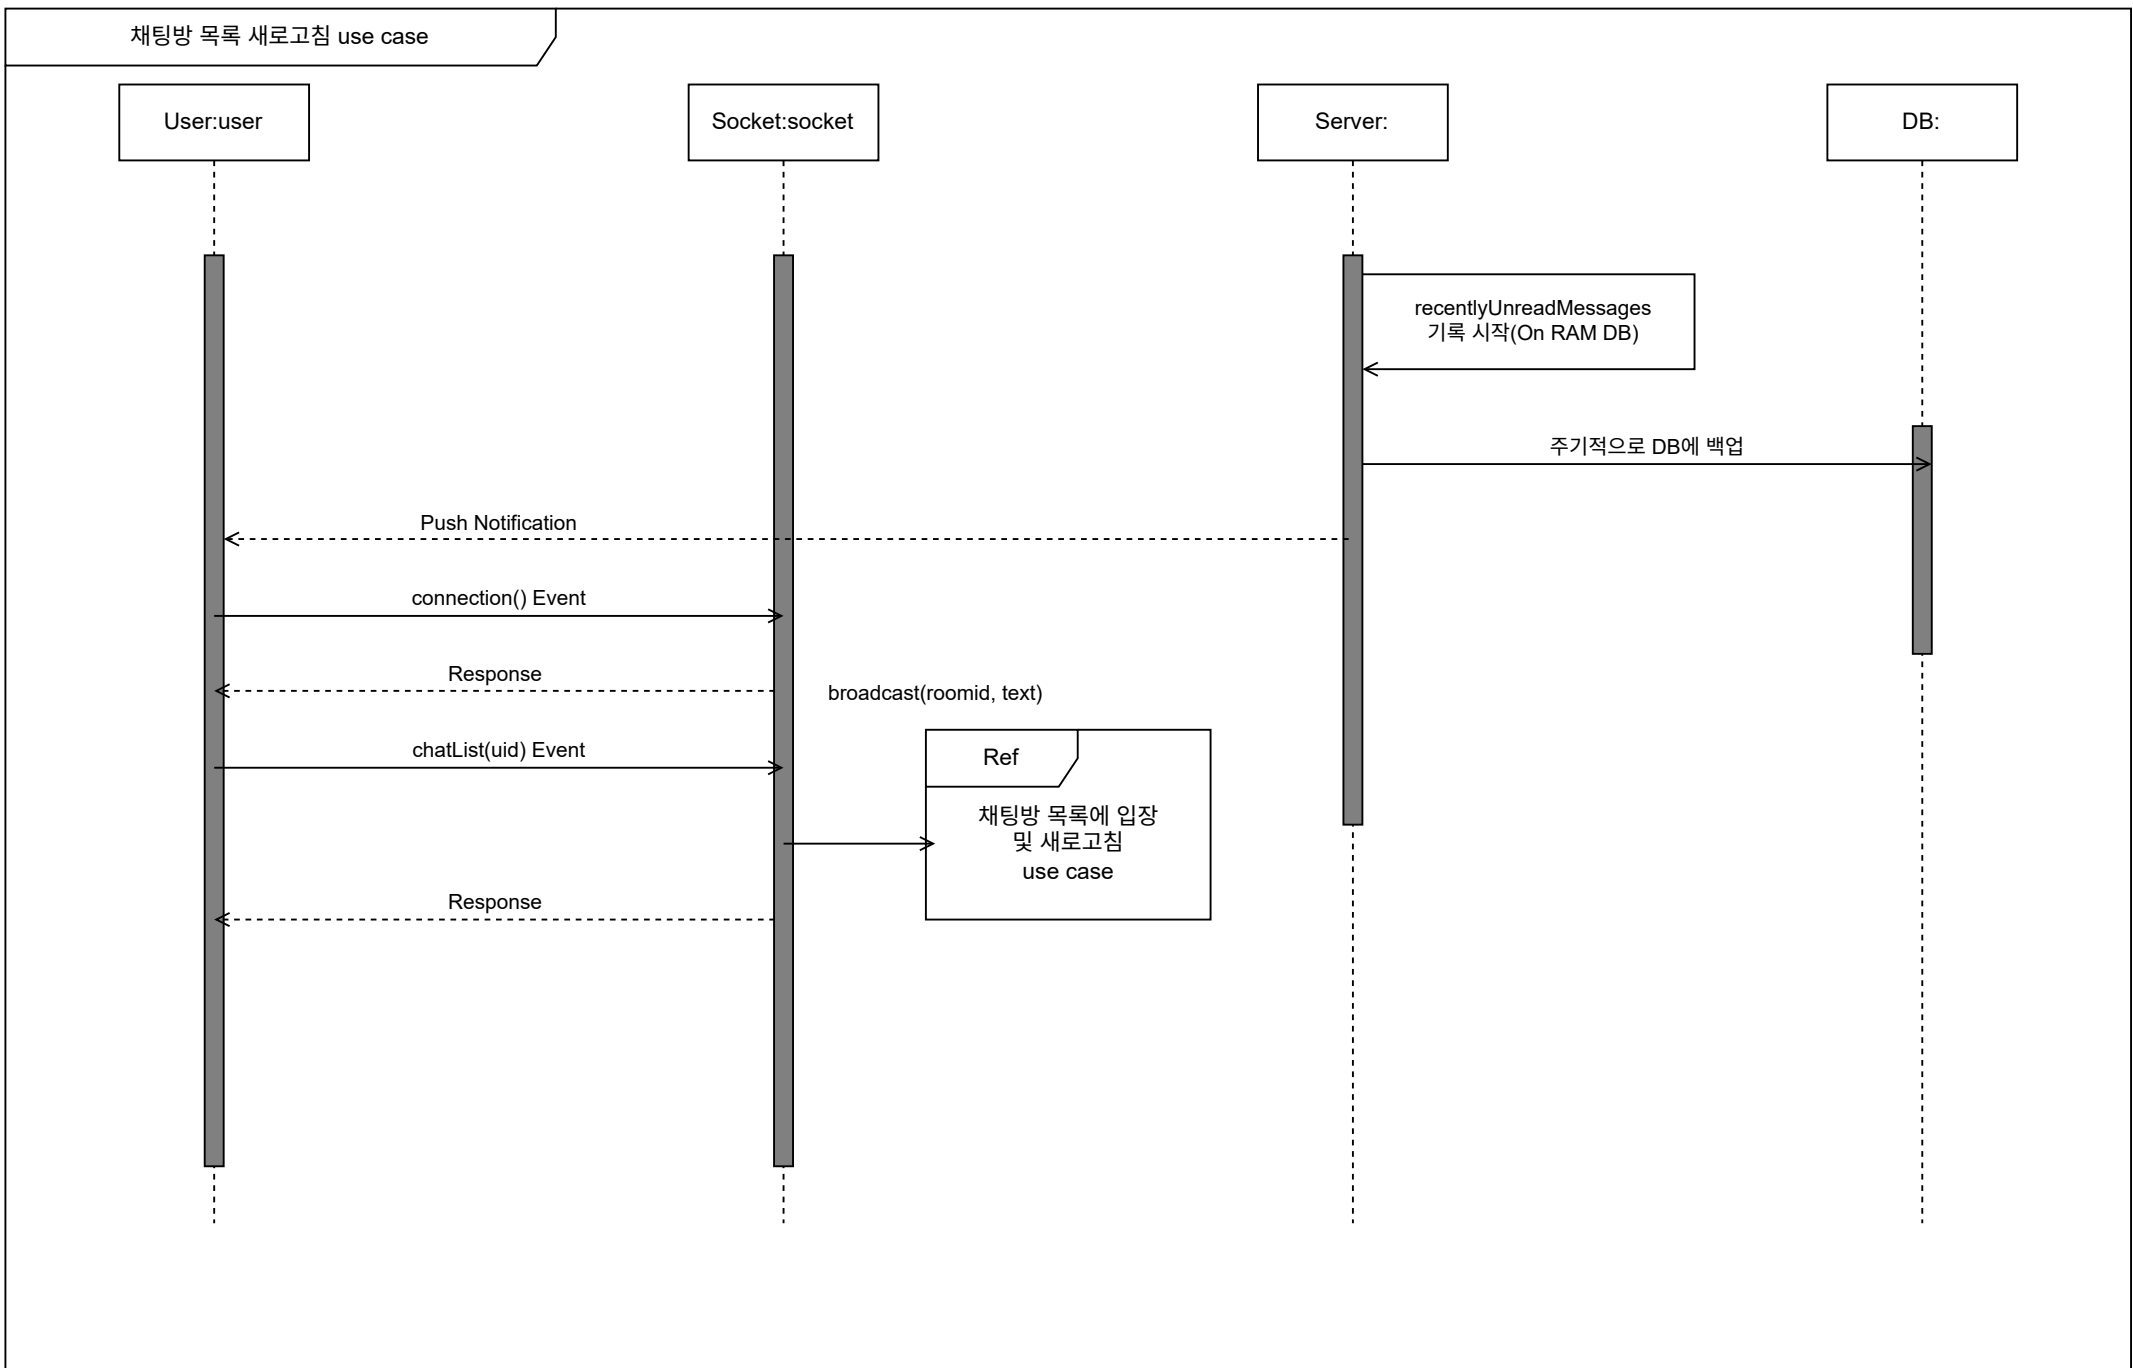 채팅방 목록 새로고침 use case
User:user
Socket:socket
Server:
DB:
recentlyUnreadMessages
기록 시작(On RAM DB)
주기적으로 DB에 백업
Push Notification
connection() Event
Response
broadcast(roomid, text)
chatList(uid) Event
Ref
채팅방 목록에 입장
및 새로고침
use case
Response